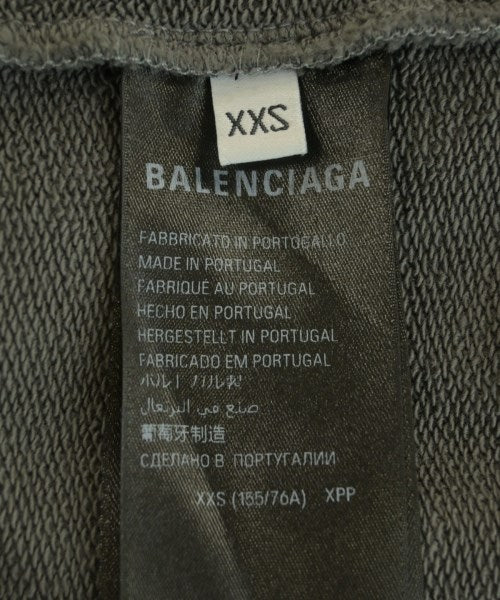 XXS
BALENCIAGA
FABBRICATO IN PORTOGALLO
MADE IN PORTUGAL
FABRIQUÉ AU PORTUGAL
HECHO EN PORTUGAL
HERGESTELLT IN PORTUGAL
FABRICADO EM PORTUGAL
ポルトガル製
صنع في البرتغال
葡萄牙制造
СДЕЛАНО В ПОРТУГАЛИИ
XXS (155/76A) XPP